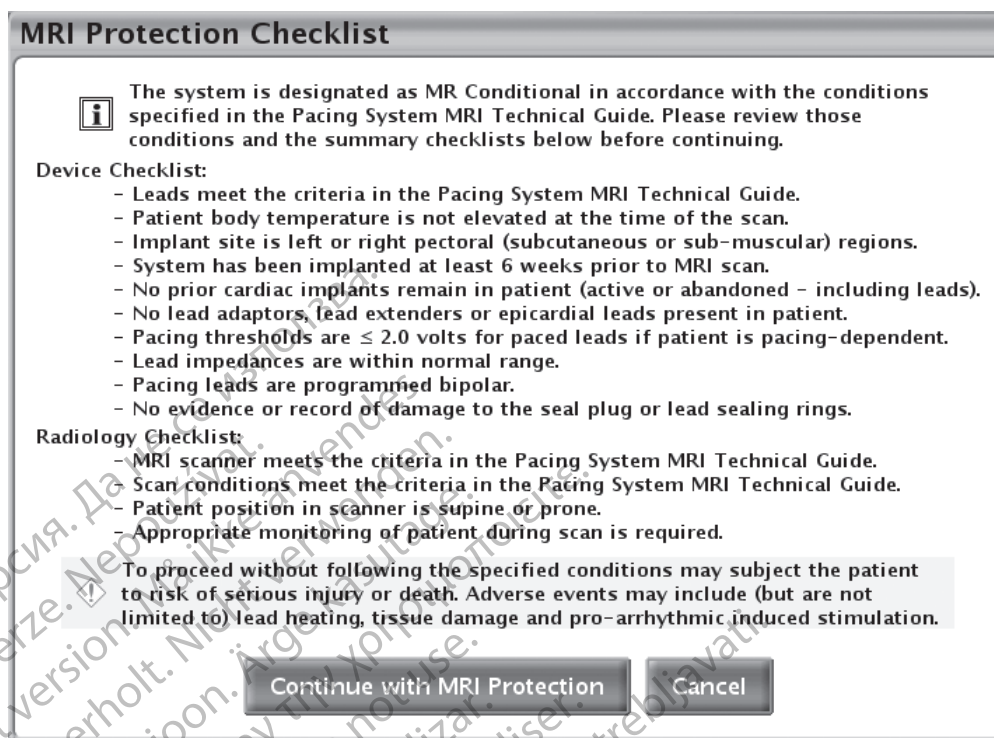 MRI Protection Checklist
The system is designated as MR Conditional in accordance with the conditions
specified in the Pacing System MRI Technical Guide. Please review those
conditions and the summary checklists below before continuing.
Device Checklist:
– Leads meet the criteria in the Pacing System MRI Technical Guide.
– Patient body temperature is not elevated at the time of the scan.
– Implant site is left or right pectoral (subcutaneous or sub-muscular) regions.
– System has been implanted at least 6 weeks prior to MRI scan.
– No prior cardiac implants remain in patient (active or abandoned – including leads).
– No lead adaptors, lead extenders or epicardial leads present in patient.
– Pacing thresholds are ≤ 2.0 volts for paced leads if patient is pacing-dependent.
– Lead impedances are within normal range.
– Pacing leads are programmed bipolar.
– No evidence or record of damage to the seal plug or lead sealing rings.
Radiology Checklist:
– MRI scanner meets the criteria in the Pacing System MRI Technical Guide.
– Scan conditions meet the criteria in the Pacing System MRI Technical Guide.
– Patient position in scanner is supine or prone.
– Appropriate monitoring of patient during scan is required.
To proceed without following the specified conditions may subject the patient
to risk of serious injury or death. Adverse events may include (but are not
limited to) lead heating, tissue damage and pro-arrhythmic induced stimulation.
Continue with MRI Protection
Cancel
Да не се използва.
Nepoužívat.
Må ikke anvendes.
verwenden.
not use.